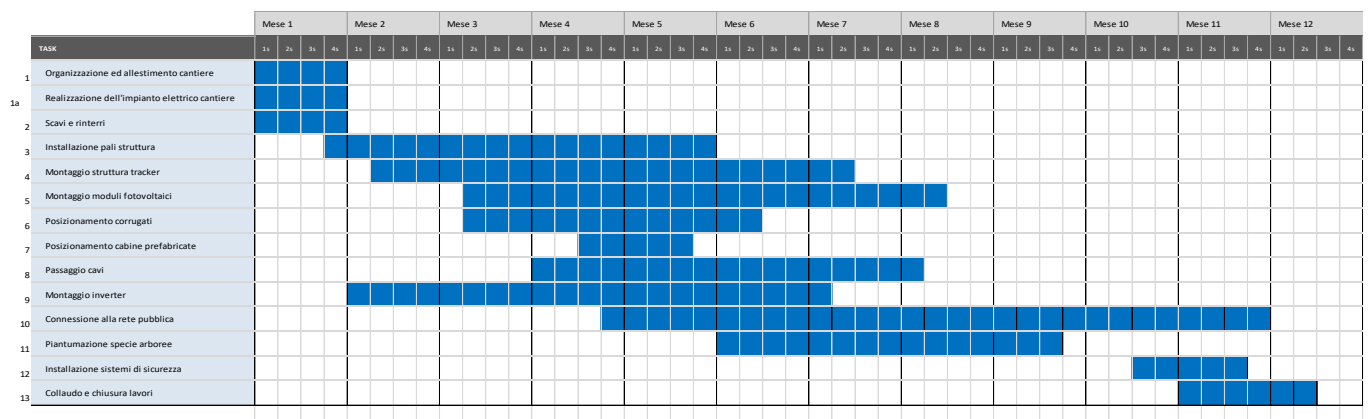 Mese 1 Mese 2 Mese 3 Mese 4 Mese 5 Mese 6 Mese 7 Mese 8 Mese 9 Mese 10 Mese 11 Mese 12
TASK 1s 2s 3s 4s 1s 2s 3s 4s 1s 2s 3s 4s 1s 2s 3s 4s 1s 2s 3s 4s 1s 2s 3s 4s 1s 2s 3s 4s 1s 2s 3s 4s 1s 2s 3s 4s 1s 2s 3s 4s 1s 2s 3s 4s 1s 2s 3s 4s
1 Organizzazione ed allestimento cantiere
1a Realizzazione dell'impianto elettrico cantiere
2 Scavi e rinterri
3 Installazione pali struttura
4 Montaggio struttura tracker
5 Montaggio moduli fotovoltaici
6 Posizionamento corrugati
7 Posizionamento cabine prefabricate
8 Passaggio cavi
9 Montaggio inverter
10 Connessione alla rete pubblica
11 Piantumazione specie arboree
12 Installazione sistemi di sicurezza
13 Collaudo e chiusura lavori